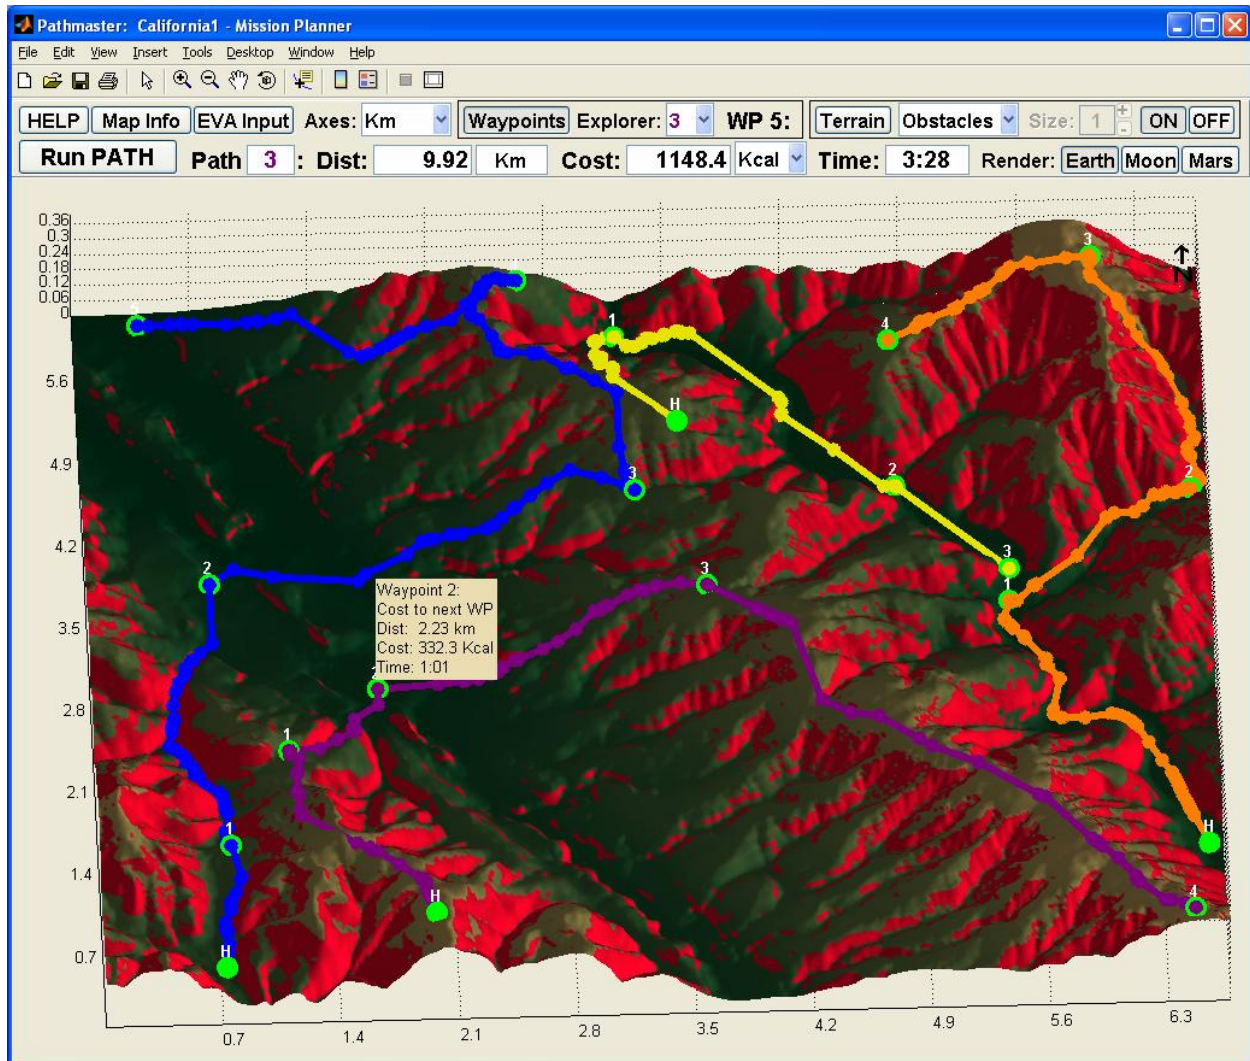 Pathmaster: California1 - Mission Planner
File Edit View Insert Tools Desktop Window Help
HELP Map Info EVA Input Axes: Km Waypoints Explorer: 3 WP 5: Terrain Obstacles Size: 1 + - ON OFF
Run PATH Path 3 : Dist: 9.92 Km Cost: 1148.4 Kcal Time: 3:28 Render: Earth Moon Mars
0.36
0.3
0.24
0.18
0.12
0.06
0
3
N
1
4
5.6
H
4.9
3
2
2
4.2
3
2
3
1
Waypoint 2:
Cost to next WP
Dist: 2.23 km
Cost: 332.3 Kcal
Time: 1:01
3.5
2.8
1
2.1
1
H
1.4
H
4
0.7
H
0.7 1.4 2.1 2.8 3.5 4.2 4.9 5.6 6.3